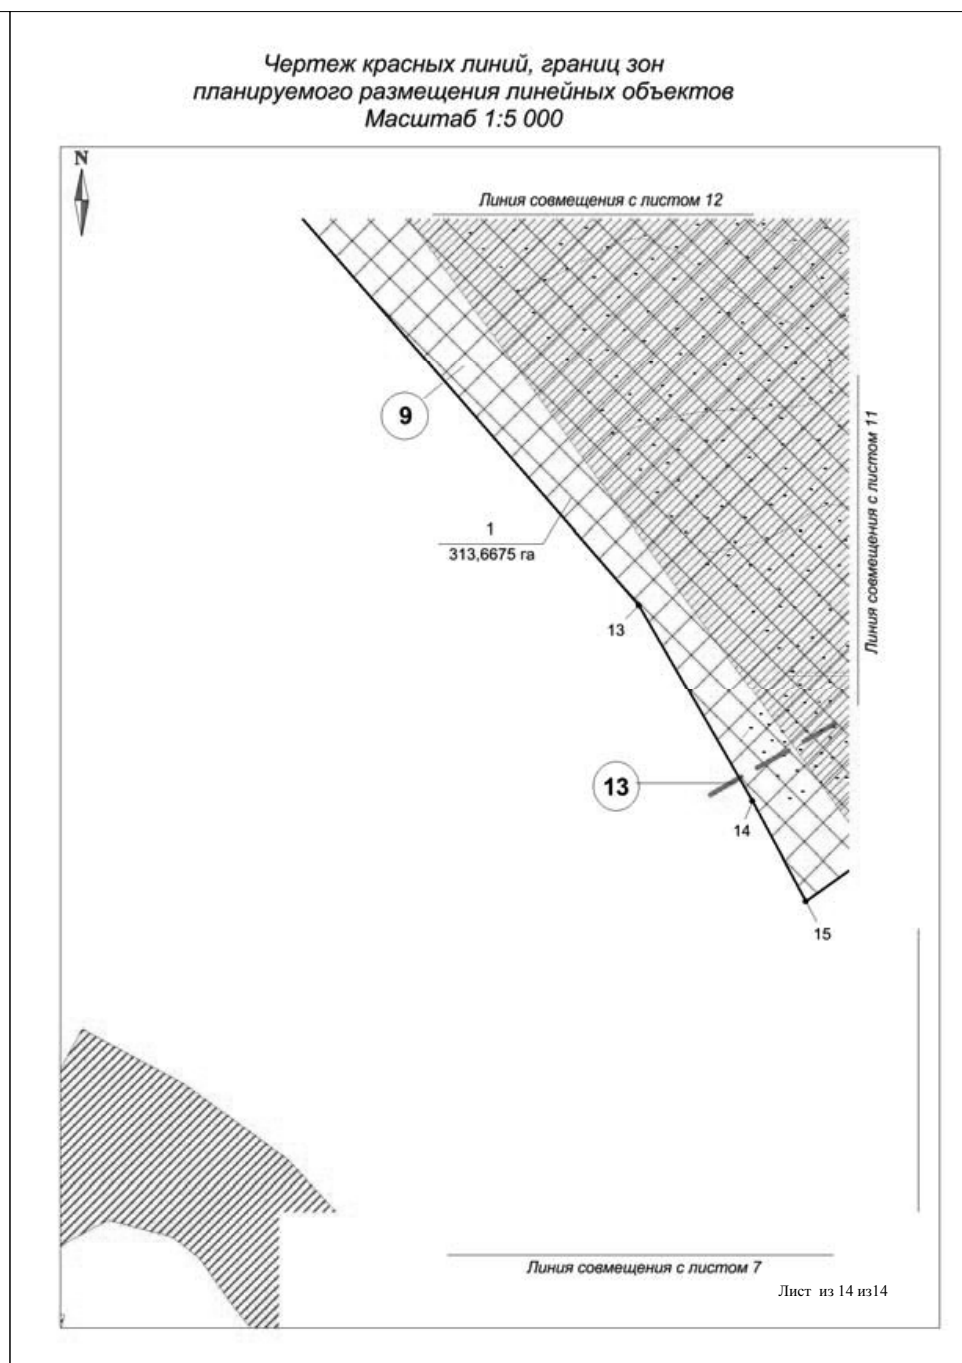 Чертеж красных линий, границ зон
планируемого размещения линейных объектов
Масштаб 1:5 000
N
Линия совмещения с листом 12
9
Линия совмещения с листом 11
1
313,6675 га
13
13
14
15
Линия совмещения с листом 7
Лист из 14 из14